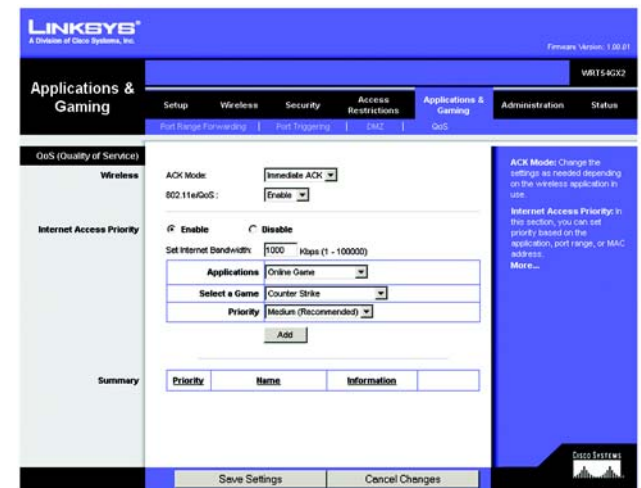 LINKSYS®
A Division of Cisco Systems, Inc.
Firmware Version: 1.00.01
WRT54GX2
Applications & Gaming
Setup Wireless Security Access Restrictions Applications & Gaming Administration Status
Port Range Forwarding | Port Triggering | DMZ | QoS
QoS (Quality of Service)
Wireless
ACK Mode: Immediate ACK
802.11e/QoS : Enable
Internet Access Priority
Enable Disable
Set Internet Bandwidth: 1000 Kbps (1 - 100000)
Applications Online Game
Select a Game Counter Strike
Priority Medium (Recommended)
Add
Summary
Priority Name Information
ACK Mode: Change the
settings as needed depending
on the wireless application in
use.
Internet Access Priority: In
this section, you can set
priority based on the
application, port range, or MAC
address.
More...
Save Settings Cancel Changes
CISCO SYSTEMS